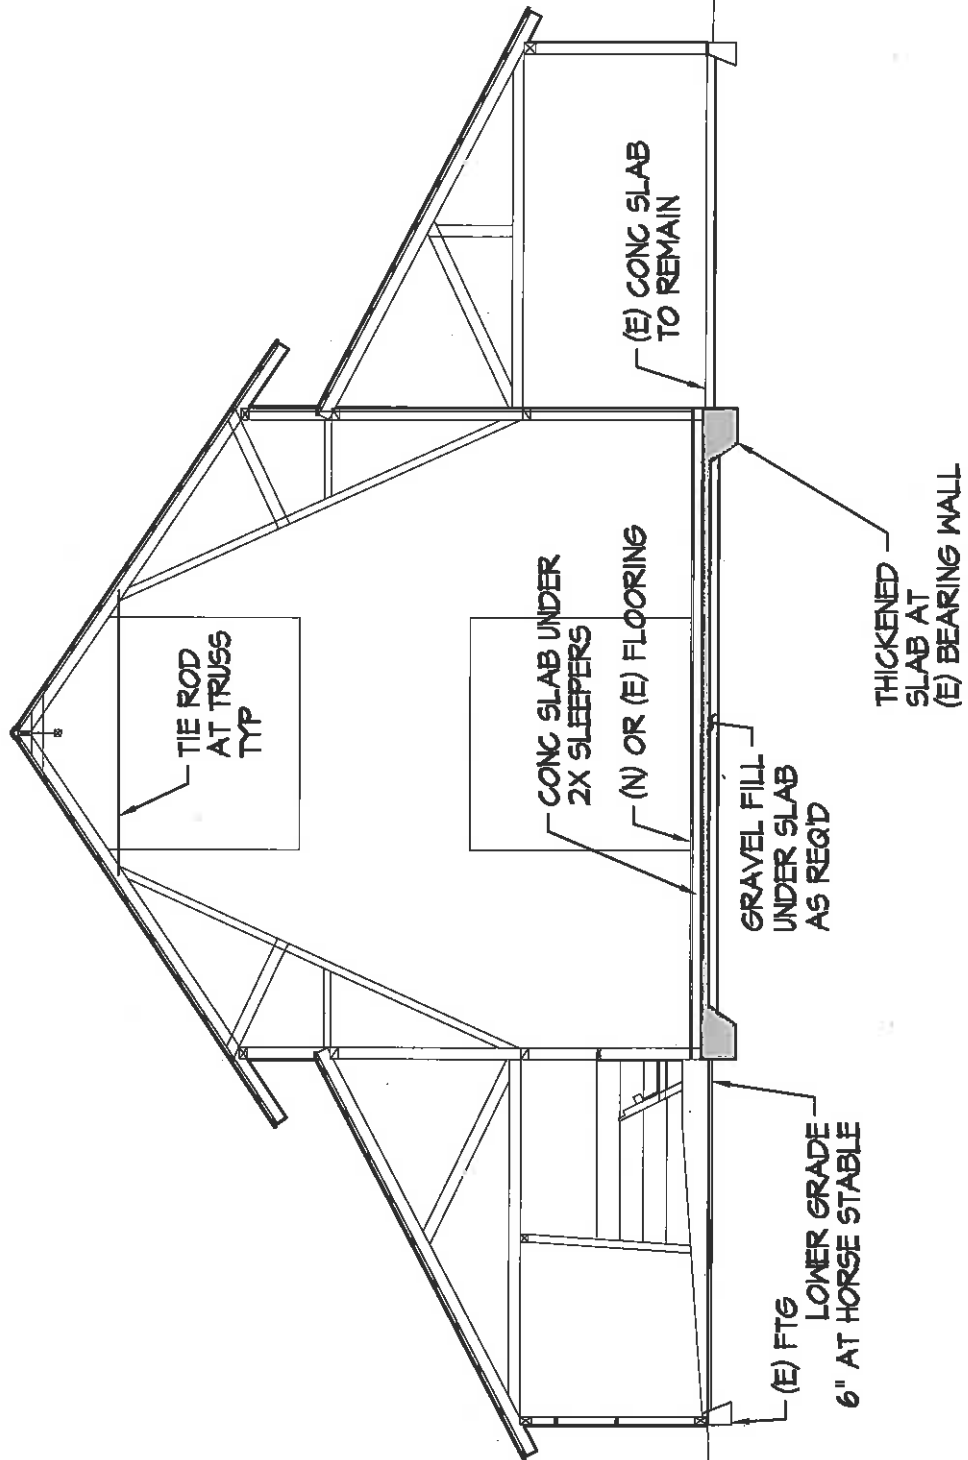 TIE ROD
AT TRUSS
TYP
(E) CONC SLAB
TO REMAIN
CONC SLAB UNDER
2X SLEEPERS
(N) OR (E) FLOORING
(E) FTG
LOWER GRADE
6" AT HORSE STABLE
GRAVEL FILL
UNDER SLAB
AS REQ'D
THICKENED
SLAB AT
(E) BEARING WALL